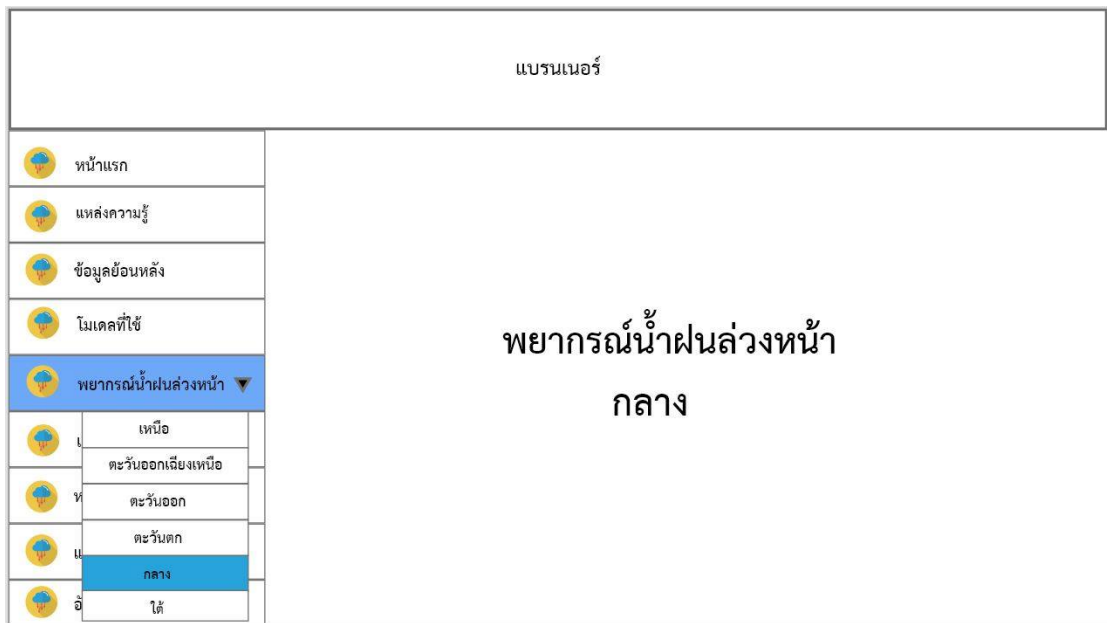 แบรนเนอร์
หน้าแรก
แหล่งความรู้
ข้อมูลย้อนหลัง
โมเดลที่ใช้
พยากรณ์น้ำฝนล่วงหน้า
เหนือ
ตะวันออกเฉียงเหนือ
ตะวันออก
ตะวันตก
กลาง
ใต้
พยากรณ์น้ำฝนล่วงหน้า
กลาง